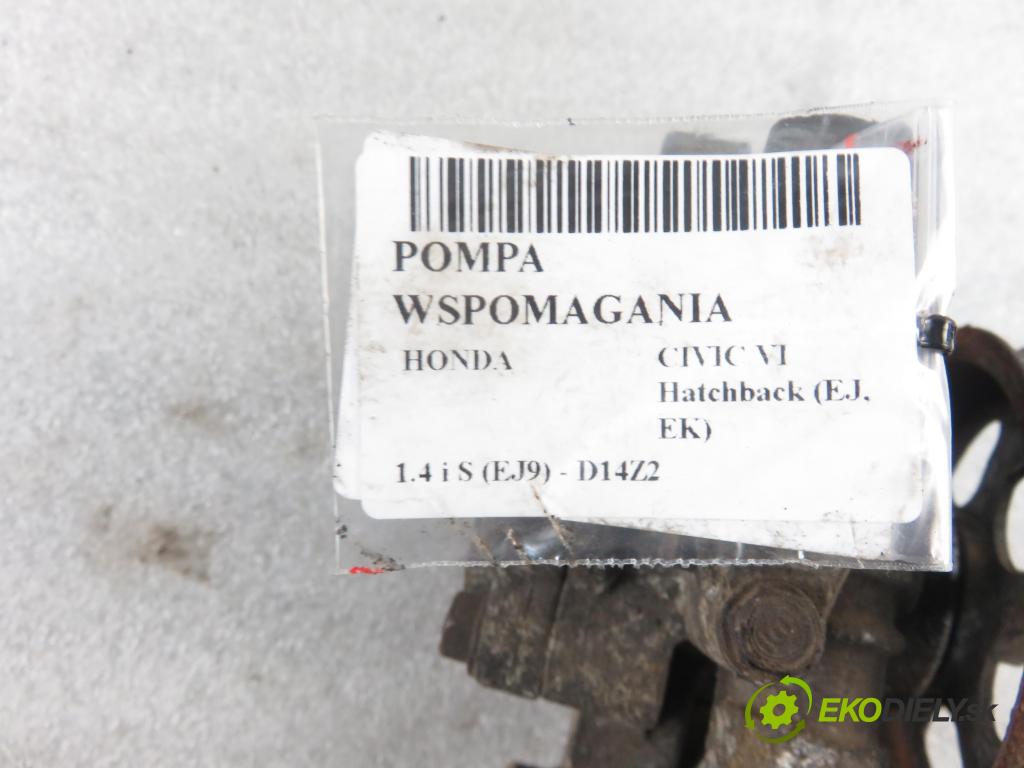 POMPA
WSPOMAGANIA
HONDA
CIVIC VI
Hatchback (EJ,
EK)
1.4 i S (EJ9) - D14Z2
EKODIELY.sk